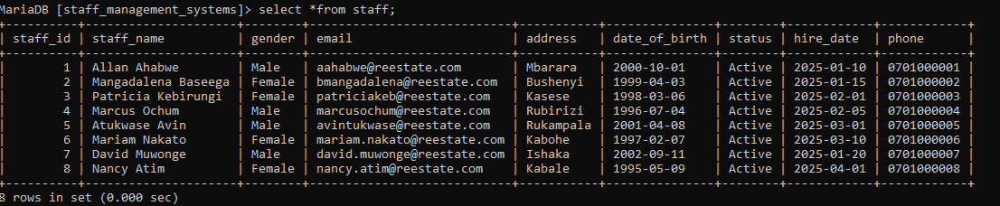 MariaDB [staff_management_systems]> select *from staff;
+----------+--------------------+--------+--------------------------+-----------+---------------+--------+------------+------------+
| staff_id | staff_name         | gender | email                    | address   | date_of_birth | status | hire_date  | phone      |
+----------+--------------------+--------+--------------------------+-----------+---------------+--------+------------+------------+
|        1 | Allan Ahabwe       | Male   | aahabwe@reestate.com     | Mbarara   | 2000-10-01    | Active | 2025-01-10 | 0701000001 |
|        2 | Mangadalena Baseega | Female | bmangadalena@reestate.com | Bushenyi  | 1999-04-03    | Active | 2025-01-15 | 0701000002 |
|        3 | Patricia Kebirungi | Female | patriciakeb@reestate.com | Kasese    | 1998-03-06    | Active | 2025-02-01 | 0701000003 |
|        4 | Marcus Ochum       | Male   | marcusochum@reestate.com | Rubirizi  | 1996-07-04    | Active | 2025-02-05 | 0701000004 |
|        5 | Atukwase Avin      | Male   | avintukwase@reestate.com | Rukampala | 2001-04-08    | Active | 2025-03-01 | 0701000005 |
|        6 | Mariam Nakato      | Female | mariam.nakato@reestate.com | Kabohe    | 1997-02-07    | Active | 2025-03-10 | 0701000006 |
|        7 | David Muwonge      | Male   | david.muwonge@reestate.com | Ishaka    | 2002-09-11    | Active | 2025-01-20 | 0701000007 |
|        8 | Nancy Atim         | Female | nancy.atim@reestate.com  | Kabale    | 1995-05-09    | Active | 2025-04-01 | 0701000008 |
+----------+--------------------+--------+--------------------------+-----------+---------------+--------+------------+------------+
8 rows in set (0.000 sec)